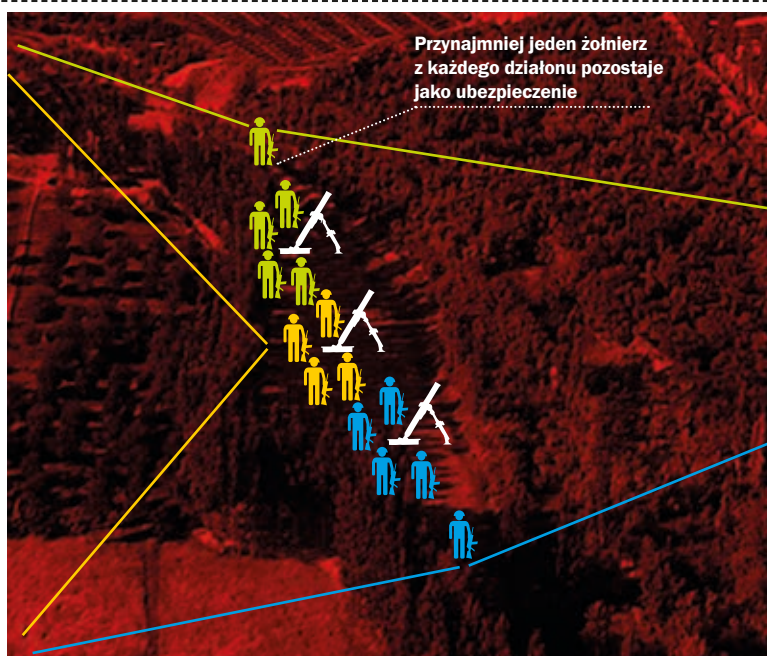 Przynajmniej jeden żołnierz
z każdego działonu pozostaje
jako ubezpieczenie